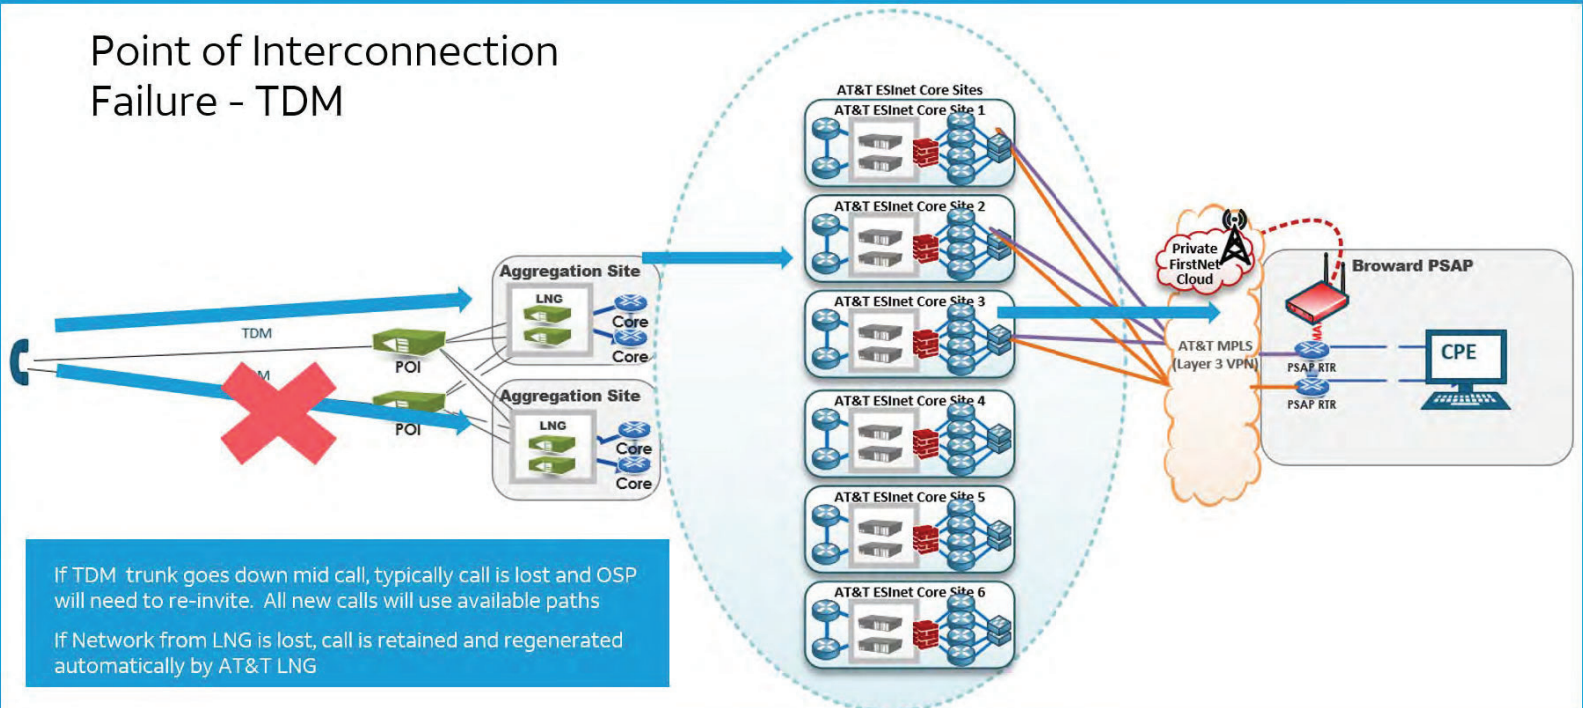 Point of Interconnection
Failure - TDM
AT&T ESInet Core Sites
AT&T ESInet Core Site 1
AT&T ESInet Core Site 2
AT&T ESInet Core Site 3
AT&T ESInet Core Site 4
AT&T ESInet Core Site 5
AT&T ESInet Core Site 6
TDM
M
POI
POI
Aggregation Site
LNG
Core
Core
Aggregation Site
LNG
Core
Core
Private
FirstNet
Cloud
AT&T MPLS
(Layer 3 VPN)
Broward PSAP
PSAP RTR
PSAP RTR
CPE
If TDM trunk goes down mid call, typically call is lost and OSP
will need to re-invite. All new calls will use available paths
If Network from LNG is lost, call is retained and regenerated
automatically by AT&T LNG